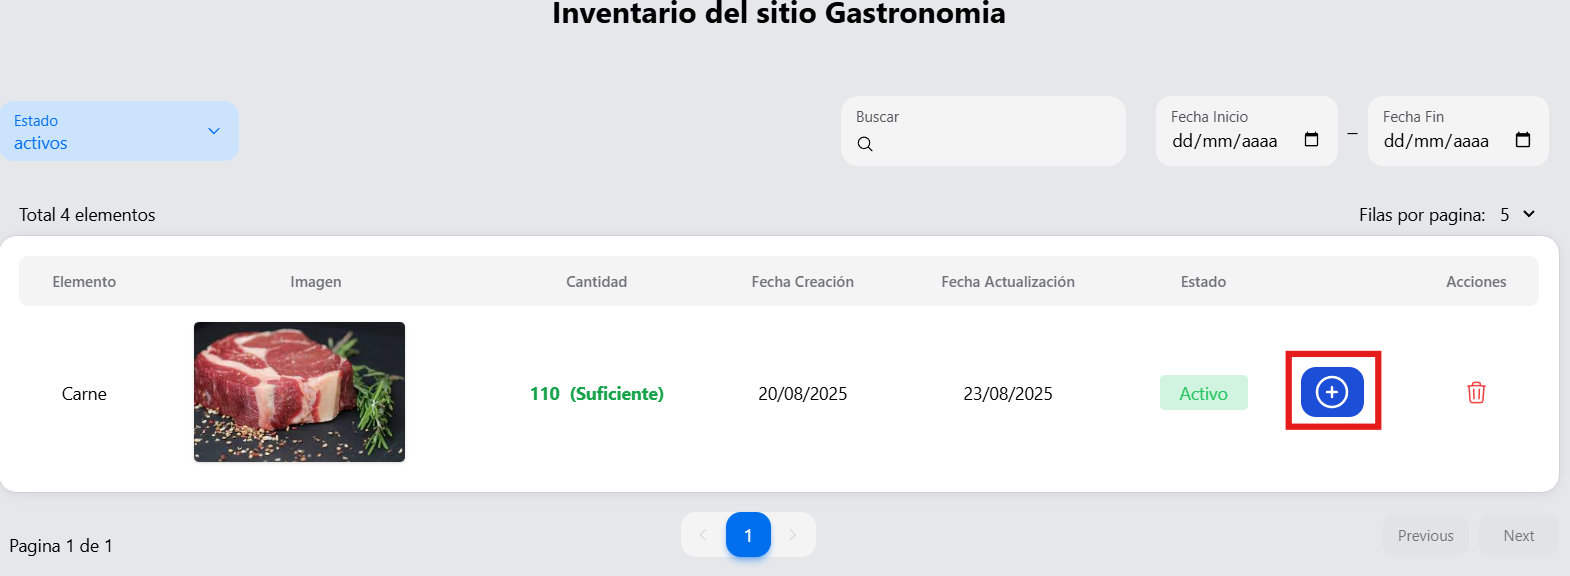 Inventario del sitio Gastronomia
Estado
activos
Buscar
Fecha Inicio
dd/mm/aaaa
–
Fecha Fin
dd/mm/aaaa
Total 4 elementos
Filas por pagina: 5
Elemento Imagen Cantidad Fecha Creación Fecha Actualización Estado Acciones
Carne 110 (Suficiente) 20/08/2025 23/08/2025 Activo
Pagina 1 de 1
1
Previous Next